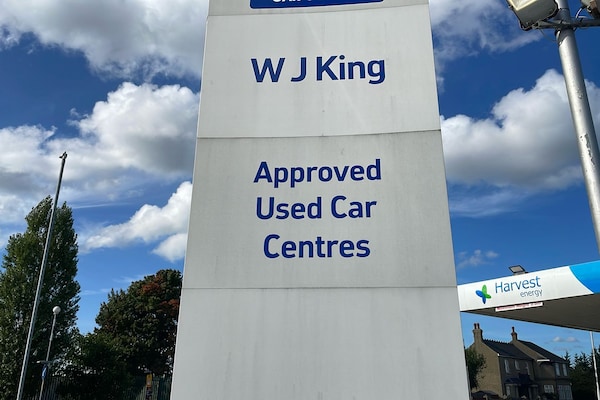 W J King
Approved
Used Car
Centres
Harvest
energy